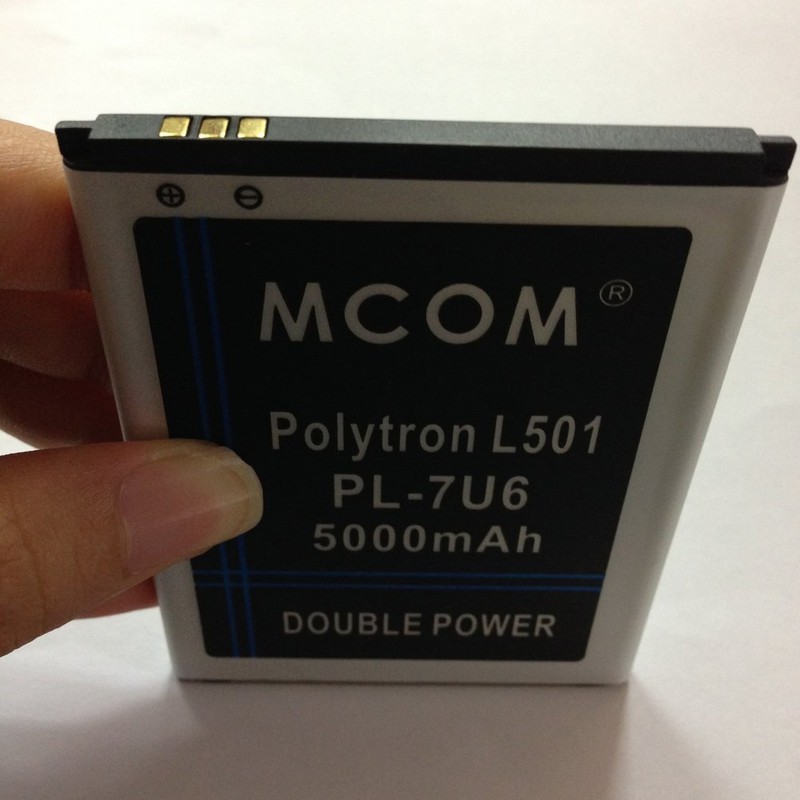 ⊕ ⊖
MCOM®
Polytron L501
PL-7U6
5000mAh
DOUBLE POWER